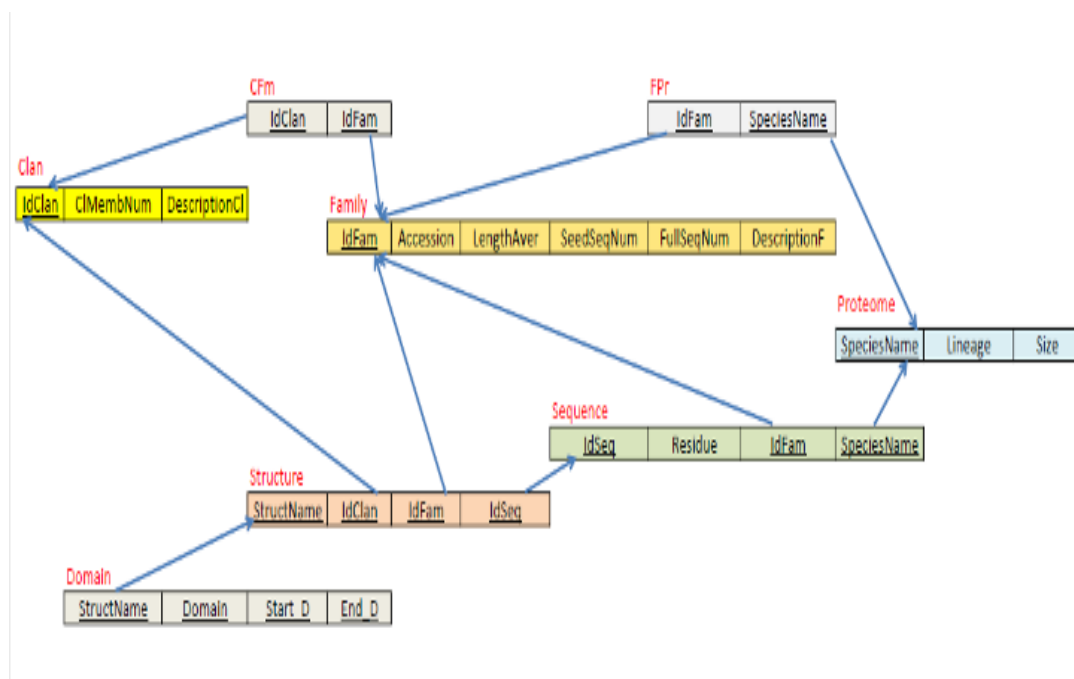 CFm
IdClan IdFam
FPr
IdFam SpeciesName
Clan
IdClan ClMembNum DescriptionCl
Family
IdFam Accession LengthAver SeedSeqNum FullSeqNum DescriptionF
Proteome
SpeciesName Lineage Size
Sequence
IdSeq Residue IdFam SpeciesName
Structure
StructName IdClan IdFam IdSeq
Domain
StructName Domain Start_D End_D